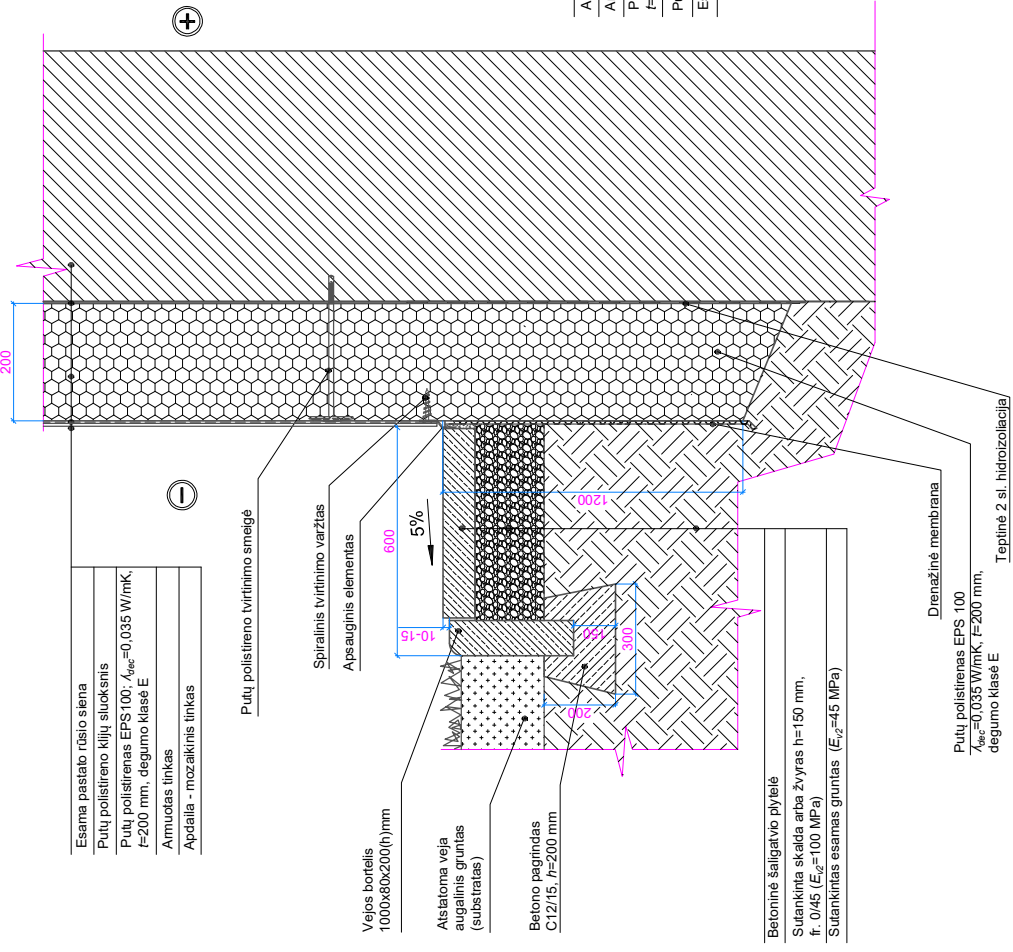 Esama pastato rūsio siena
Putų polistireno klijų sluoksnis
Putų polistirenas EPS100; λdec=0,035 W/mK,
t=200 mm, degumo klasė E
Armuotas tinkas
Apdaila - mozaikinis tinkas
200
+
−
Putų polistireno tvirtinimo smeigė
Spiralinis tvirtinimo varžtas
Apsauginis elementas
600
5%
10-15
1200
150
300
200
Vejos bortelis
1000x80x200(h)mm
Atstatoma veja
augalinis gruntas
(substratas)
Betono pagrindas
C12/15, h=200 mm
Betoninė šaligatvio plytelė
Sutankinta skalda arba žvyras h=150 mm,
fr. 0/45 (Ev2=100 MPa)
Sutankintas esamas gruntas (Ev2=45 MPa)
Drenažinė membrana
Putų polistirenas EPS 100
λdec=0,035 W/mK, t=200 mm,
degumo klasė E
Teptinė 2 sl. hidroizoliacija
A
A
P
t=